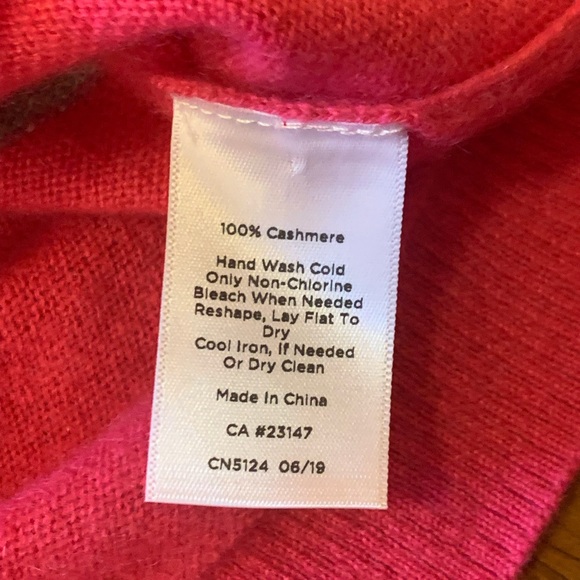 100% Cashmere
Hand Wash Cold
Only Non-Chlorine
Bleach When Needed
Reshape, Lay Flat To
Dry
Cool Iron, If Needed
Or Dry Clean
Made In China
CA #23147
CN5124 06/19